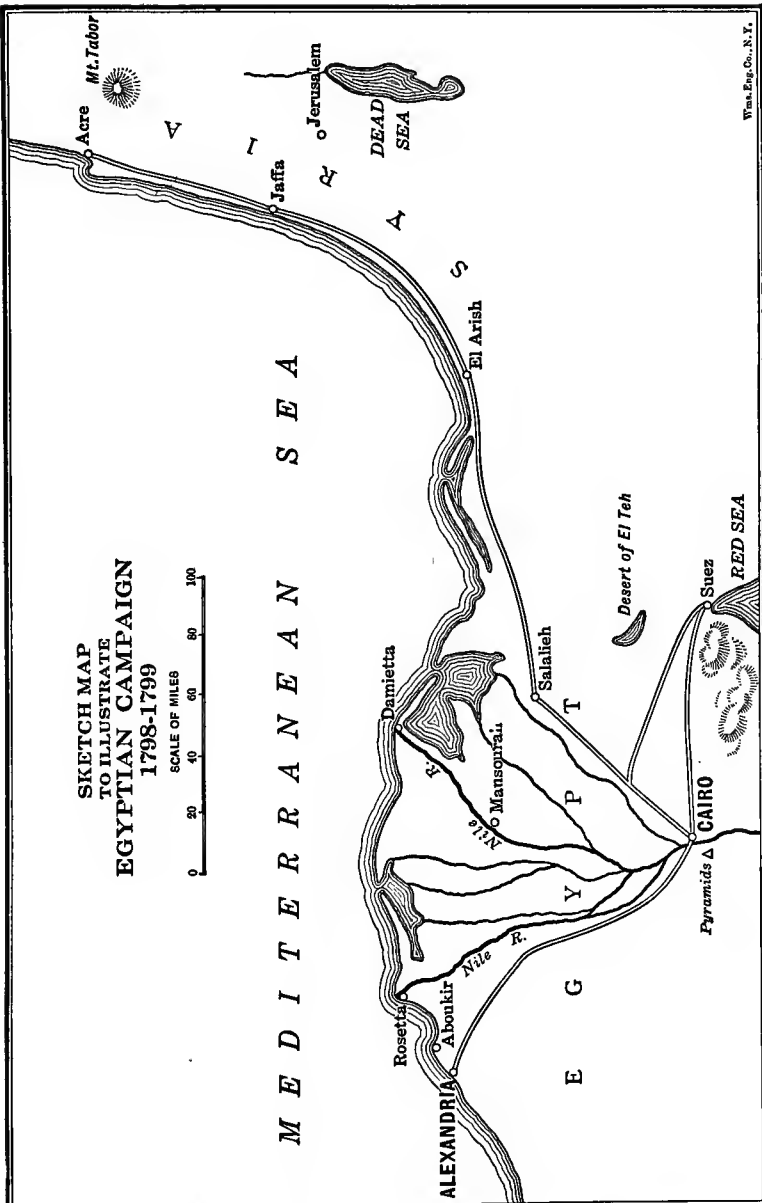 SKETCH MAP
TO ILLUSTRATE
EGYPTIAN CAMPAIGN
1798-1799
SCALE OF MILES
0 20 40 60 80 100
MEDITERRANEAN SEA
Mt. Tabor
Acre
SYRIA
Jerusalem
Jaffa
DEAD
SEA
El Arish
Damietta
Nile R.
Mansourah
Salalieh
Desert of El Teh
Suez
RED SEA
Rosetta
Aboukir
ALEXANDRIA
Nile R.
EGYPT
CAIRO
Pyramids
Wms. Eng. Co., N.Y.